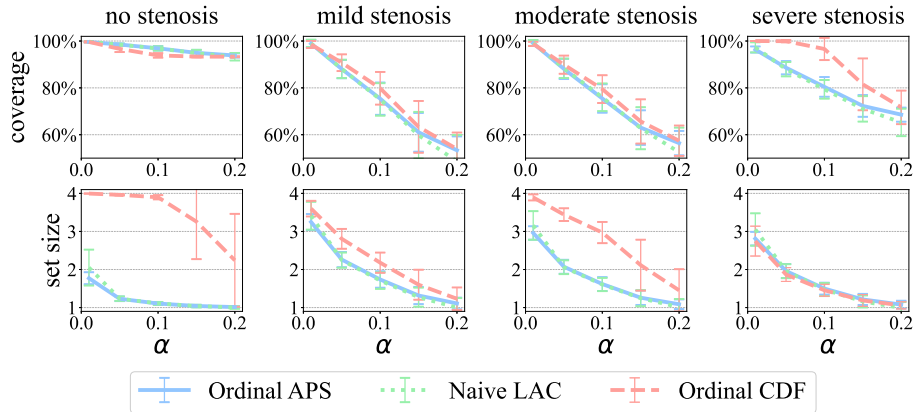 no stenosis mild stenosis moderate stenosis severe stenosis
coverage
100% 100% 100% 100%
80% 80% 80% 80%
60% 60% 60% 60%
0.0 0.1 0.2 0.0 0.1 0.2 0.0 0.1 0.2 0.0 0.1 0.2
set size
4 4 4 4
3 3 3 3
2 2 2 2
1 1 1 1
0.0 0.1 0.2 0.0 0.1 0.2 0.0 0.1 0.2 0.0 0.1 0.2
α α α α
Ordinal APS Naive LAC Ordinal CDF